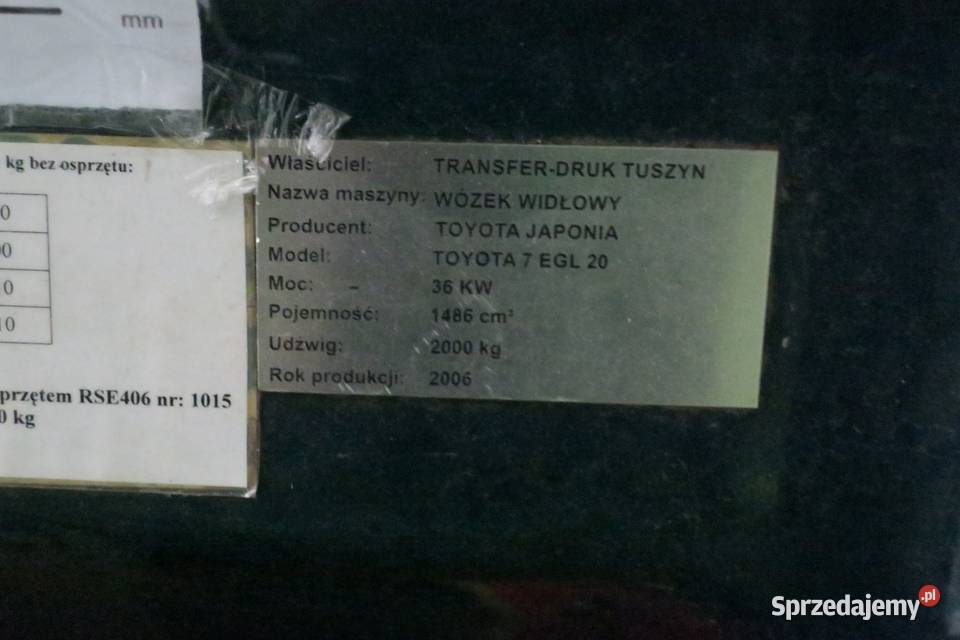 mm
kg bez osprzętu:
0
00
0
10
przętem RSE406 nr: 1015
0 kg
Właściciel: TRANSFER-DRUK TUSZYN
Nazwa maszyny: WÓZEK WIDŁOWY
Producent: TOYOTA JAPONIA
Model: TOYOTA 7 EGL 20
Moc: – 36 KW
Pojemność: 1486 cm³
Udźwig: 2000 kg
Rok produkcji: 2006
Sprzedajemy.pl